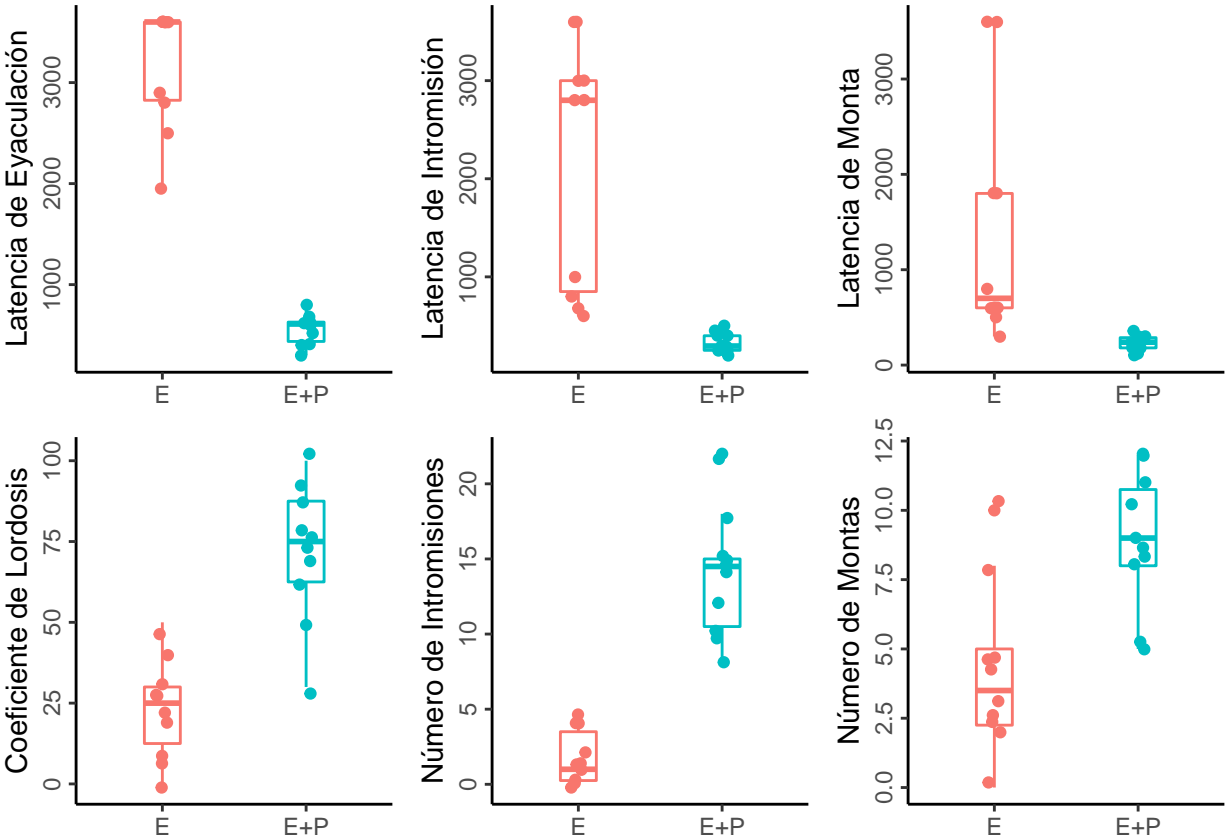 Latencia de Eyaculación
1000
2000
3000
E
E+P
Latencia de Intromisión
1000
2000
3000
E
E+P
Latencia de Monta
0
1000
2000
3000
E
E+P
Coeficiente de Lordosis
0
25
50
75
100
E
E+P
Número de Intromisiones
0
5
10
15
20
E
E+P
Número de Montas
0.0
2.5
5.0
7.5
10.0
12.5
E
E+P